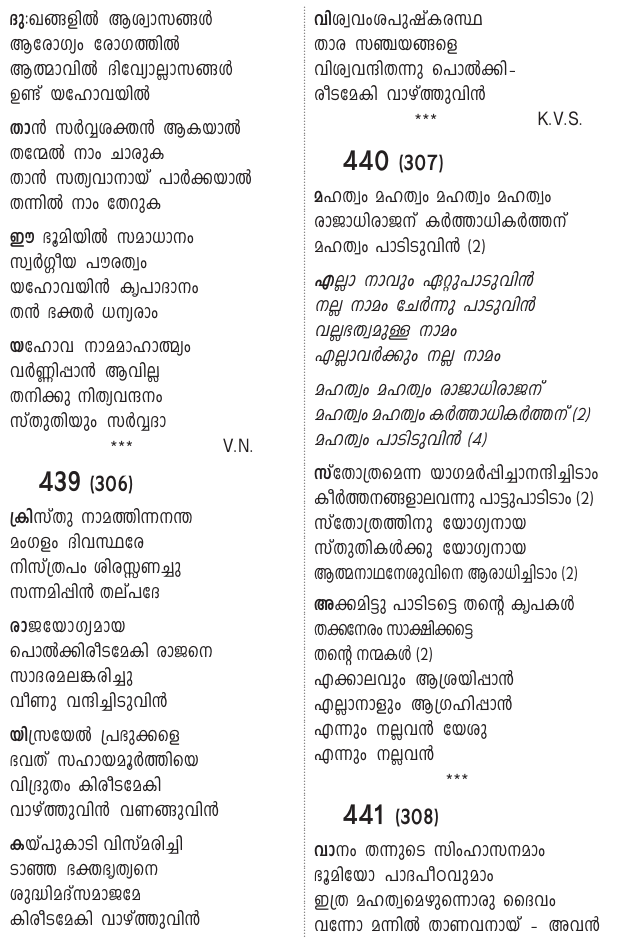 ദു:ഖങ്ങളിൽ ആശ്വാസങ്ങൾ
ആരോഗ്യം രോഗത്തിൽ
ആത്മാവിൽ ദിവ്യോല്ലാസങ്ങൾ
ഉണ്ട് യഹോവയിൽ
താൻ സർവ്വശക്തൻ ആകയാൽ
തന്മേൽ നാം ചാരുക
താൻ സത്യവാനായ് പാർക്കയാൽ
തന്നിൽ നാം തേറുക
ഈ ഭൂമിയിൽ സമാധാനം
സ്വർഗ്ഗീയ പൗരത്വം
യഹോവയിൻ കൃപാദാനം
തൻ ഭക്തർ ധന്യരാം
യഹോവ നാമമാഹാത്മ്യം
വർണ്ണിപ്പാൻ ആവില്ല
തനിക്കു നിത്യവന്ദനം
സ്തുതിയും സർവ്വദാ
*** V.N.
439 (306)
ക്രിസ്തു നാമത്തിന്നനന്ത
മംഗളം ദിവസ്ഥരേ
നിസ്ത്രപം ശിരസ്സണച്ചു
സന്നമിപ്പിൻ തല്പദേ
രാജയോഗ്യമായ
പൊൽക്കിരീടമേകി രാജനെ
സാദരമലങ്കരിച്ചു
വീണു വന്ദിച്ചിടുവിൻ
യിസ്രയേൽ പ്രഭുക്കളെ
ഭവത് സഹായമൂർത്തിയെ
വിദ്രുതം കിരീടമേകി
വാഴ്ത്തുവിൻ വണങ്ങുവിൻ
കയ്പുകാടി വിസ്മരിച്ചി
ടാഞ്ഞ ഭക്തഭൃത്യനെ
ശുദ്ധിമദ്സമാജമേ
കിരീടമേകി വാഴ്ത്തുവിൻ
വിശ്വവംശപുഷ്കരസ്ഥ
താര സഞ്ചയങ്ങളെ
വിശ്വവന്ദിതന്നു പൊൽക്കി-
രീടമേകി വാഴ്ത്തുവിൻ
*** K.V.S.
440 (307)
മഹത്വം മഹത്വം മഹത്വം മഹത്വം
രാജാധിരാജന് കർത്താധികർത്തന്
മഹത്വം പാടിടുവിൻ (2)
എല്ലാ നാവും ഏറ്റുപാടുവിൻ
നല്ല നാമം ചേർന്നു പാടുവിൻ
വല്ലഭത്വമുള്ള നാമം
എല്ലാവർക്കും നല്ല നാമം
മഹത്വം മഹത്വം രാജാധിരാജന്
മഹത്വം മഹത്വം കർത്താധികർത്തന് (2)
മഹത്വം പാടിടുവിൻ (4)
സ്തോത്രമെന്ന യാഗമർപ്പിച്ചാനന്ദിച്ചിടാം
കീർത്തനങ്ങളാലവന്നു പാട്ടുപാടിടാം (2)
സ്തോത്രത്തിനു യോഗ്യനായ
സ്തുതികൾക്കു യോഗ്യനായ
ആത്മനാഥനേശുവിനെ ആരാധിച്ചിടാം (2)
അക്കമിട്ടു പാടിടട്ടെ തന്റെ കൃപകൾ
തക്കനേരം സാക്ഷിക്കട്ടെ
തന്റെ നന്മകൾ (2)
എക്കാലവും ആശ്രയിപ്പാൻ
എല്ലാനാളും ആഗ്രഹിപ്പാൻ
എന്നും നല്ലവൻ യേശു
എന്നും നല്ലവൻ
***
441 (308)
വാനം തന്നുടെ സിംഹാസനമാം
ഭൂമിയോ പാദപീഠവുമാം
ഇത്ര മഹത്വമെഴുന്നൊരു ദൈവം
വന്നോ മന്നിൽ താണവനായ് - അവൻ